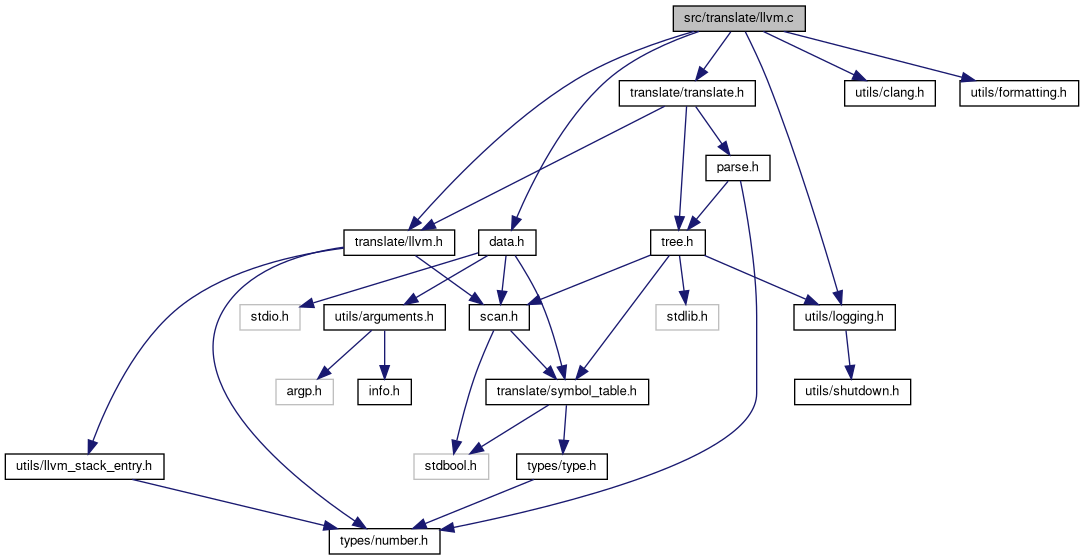 src/translate/llvm.c
translate/translate.h
utils/clang.h
utils/formatting.h
parse.h
translate/llvm.h
data.h
tree.h
stdio.h
utils/arguments.h
scan.h
stdlib.h
utils/logging.h
argp.h
info.h
translate/symbol_table.h
utils/shutdown.h
utils/llvm_stack_entry.h
stdbool.h
types/type.h
types/number.h